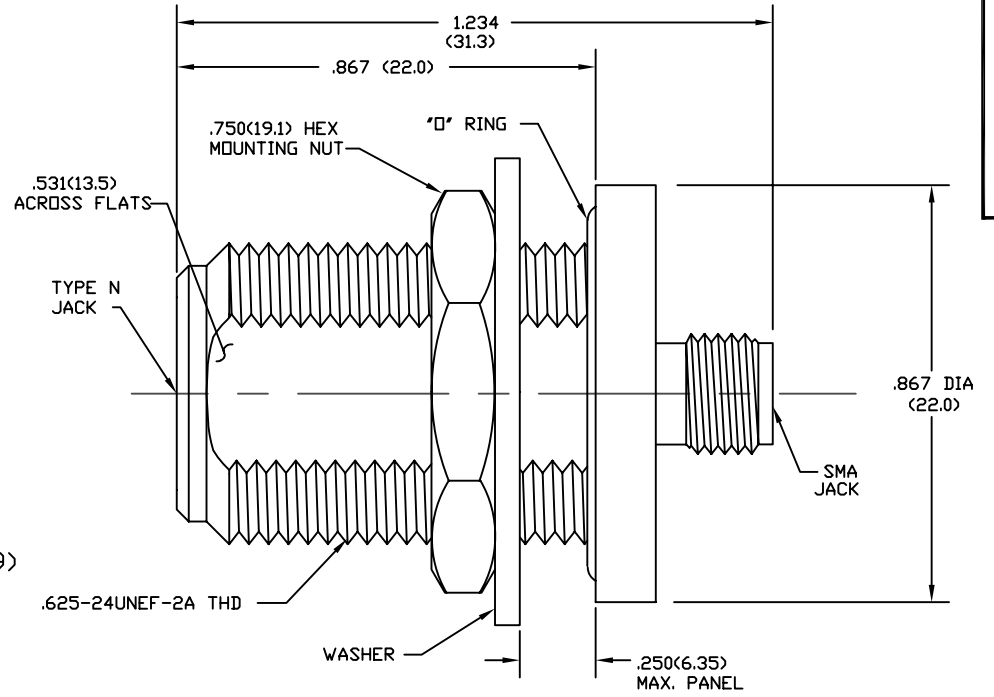 1.234
(31.3)
.867 (22.0)
.750(19.1) HEX
MOUNTING NUT
"O" RING
.531(13.5)
ACROSS FLATS
TYPE N
JACK
.867 DIA
(22.0)
SMA
JACK
.625-24UNEF-2A THD
WASHER
.250(6.35)
MAX. PANEL